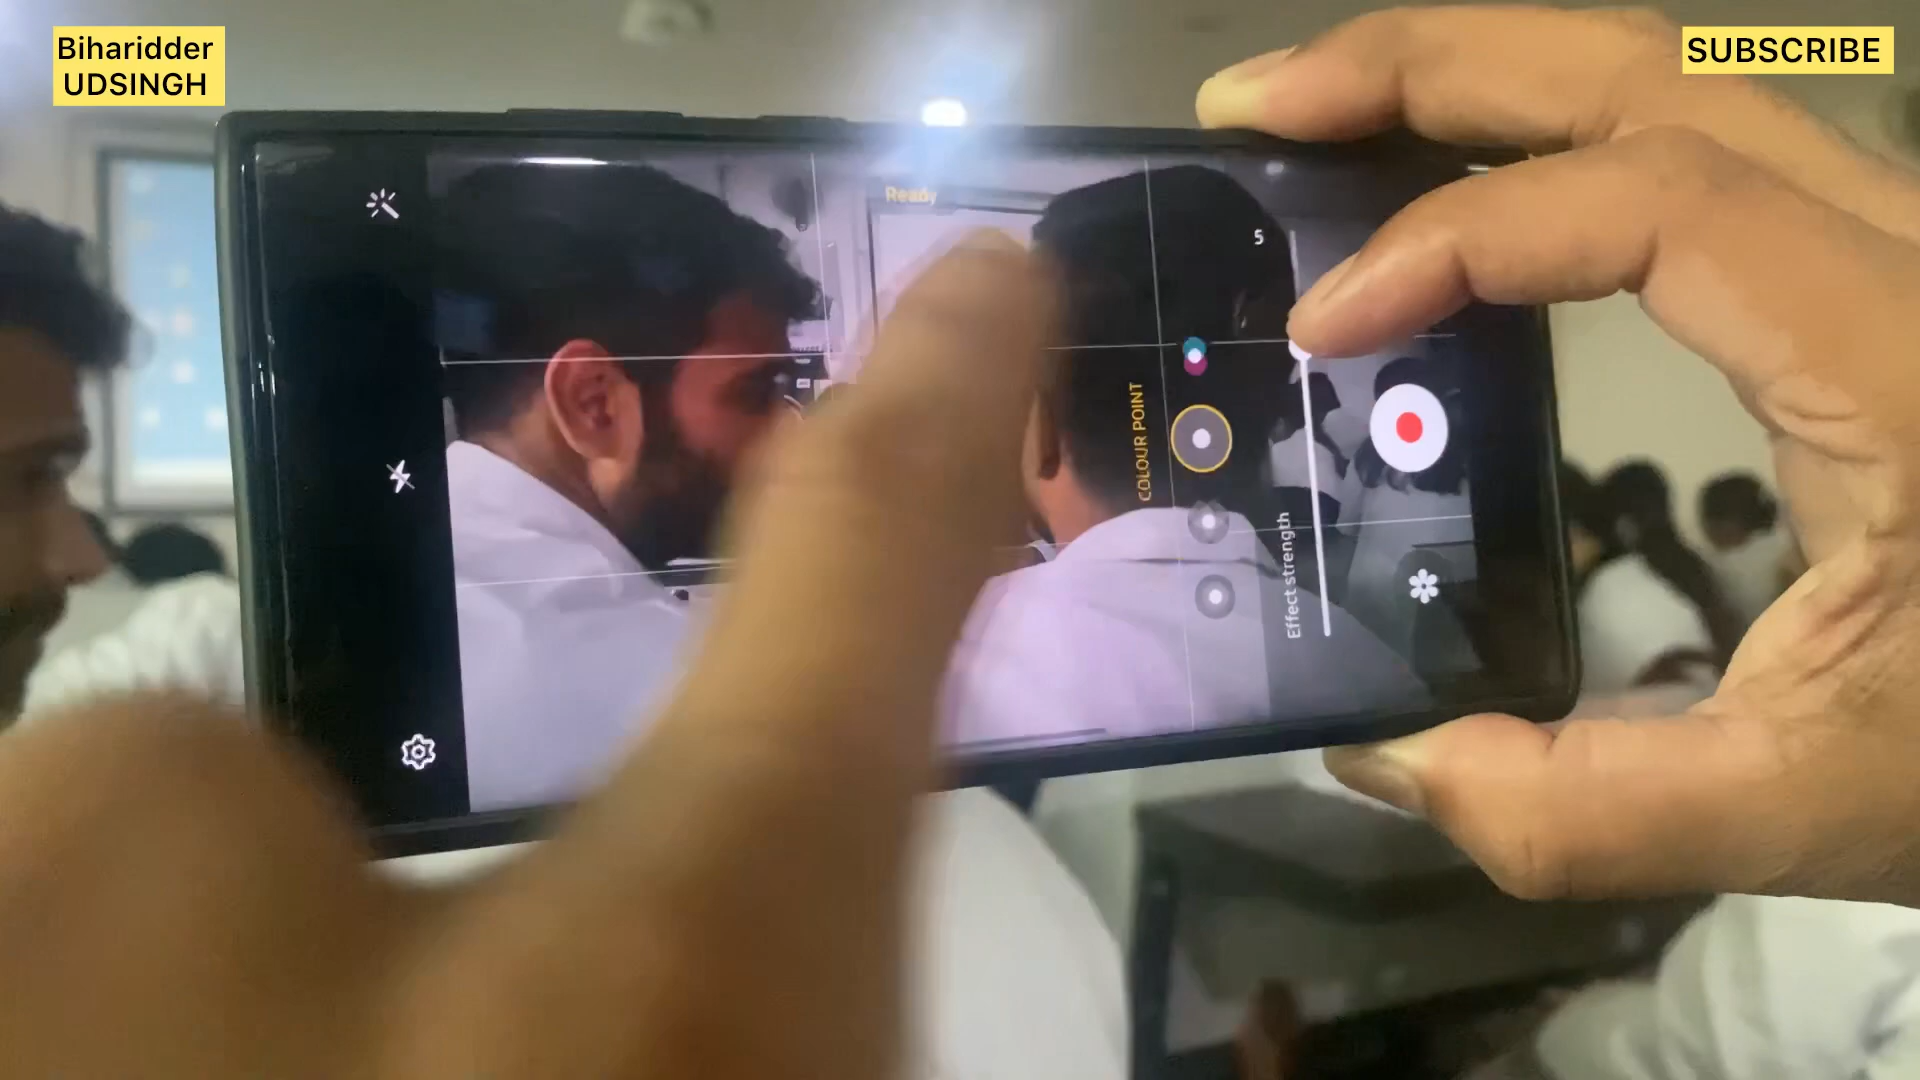 Biharidder
UDSINGH
SUBSCRIBE
Ready
5
COLOUR POINT
Effect strength